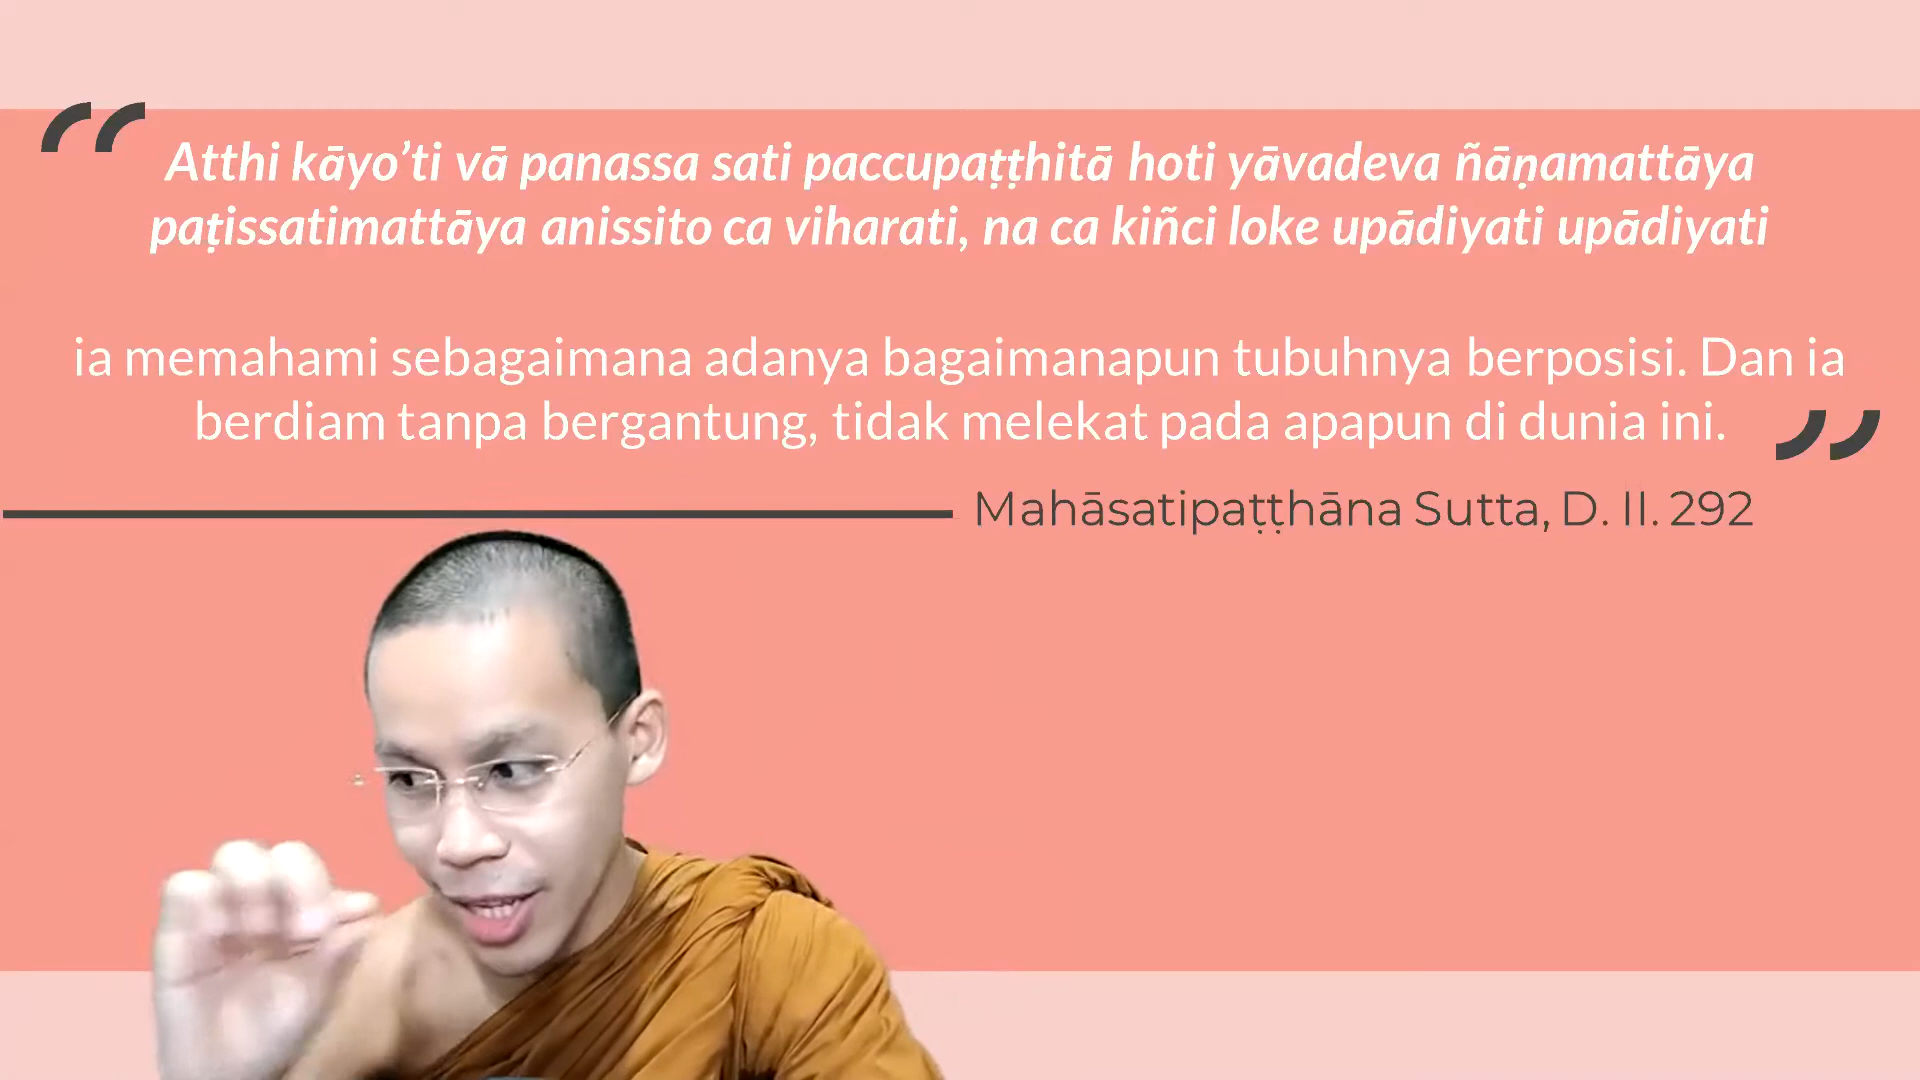 Atthi kāyo’ti vā panassa sati paccupaṭṭhitā hoti yāvadeva ñāṇamattāya
paṭissatimattāya anissito ca viharati, na ca kiñci loke upādiyati upādiyati
ia memahami sebagaimana adanya bagaimanapun tubuhnya berposisi. Dan ia
berdiam tanpa bergantung, tidak melekat pada apapun di dunia ini.
Mahāsatipaṭṭhāna Sutta, D. II. 292